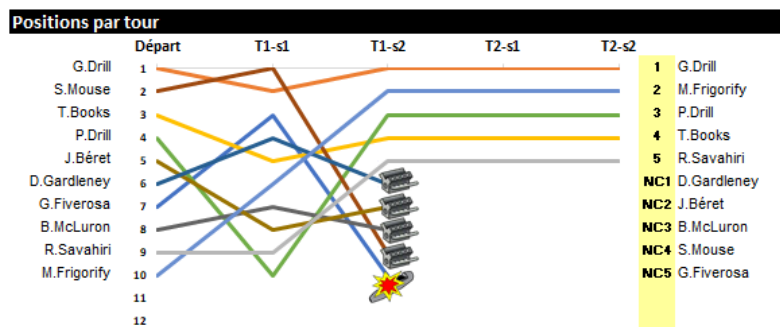 Positions par tour
Départ T1-s1 T1-s2 T2-s1 T2-s2
G.Drill 1 1 G.Drill
S.Mouse 2 2 M.Frigorify
T.Books 3 3 P.Drill
P.Drill 4 4 T.Books
J.Béret 5 5 R.Savahiri
D.Gardleney 6 NC1 D.Gardleney
G.Fiverosa 7 NC2 J.Béret
B.McLuron 8 NC3 B.McLuron
R.Savahiri 9 NC4 S.Mouse
M.Frigorify 10 NC5 G.Fiverosa
11
12